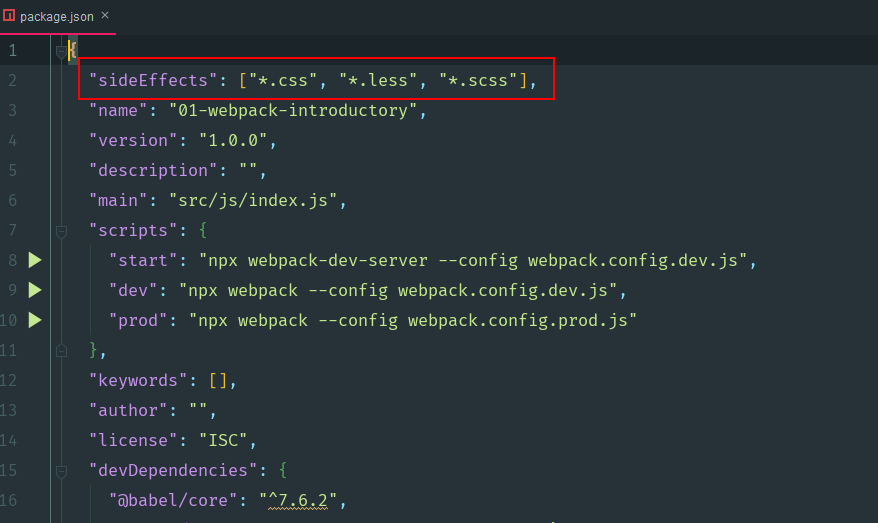 package.json ×
1 {
2 "sideEffects": ["*.css", "*.less", "*.scss"],
3 "name": "01-webpack-introductory",
4 "version": "1.0.0",
5 "description": "",
6 "main": "src/js/index.js",
7 "scripts": {
8 "start": "npx webpack-dev-server --config webpack.config.dev.js",
9 "dev": "npx webpack --config webpack.config.dev.js",
10 "prod": "npx webpack --config webpack.config.prod.js"
11 },
12 "keywords": [],
13 "author": "",
14 "license": "ISC",
15 "devDependencies": {
16 "@babel/core": "^7.6.2",